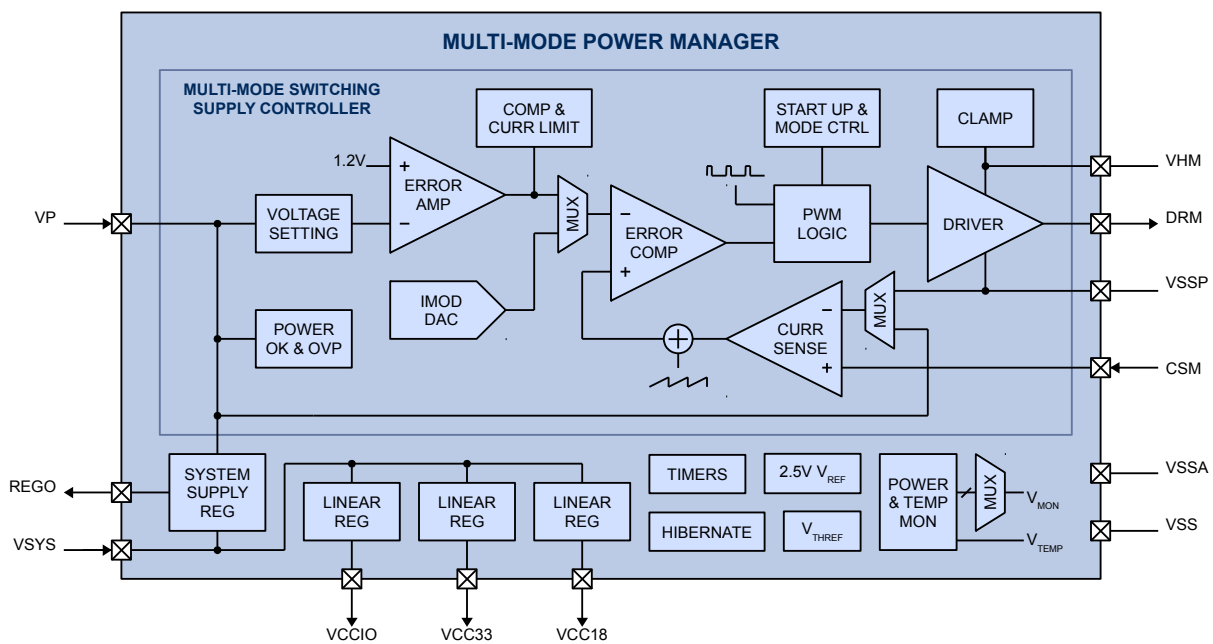 MULTI-MODE POWER MANAGER
MULTI-MODE SWITCHING
SUPPLY CONTROLLER
COMP &
CURR LIMIT
START UP &
MODE CTRL
CLAMP
1.2V
+
ERROR
AMP
−
VP
VOLTAGE
SETTING
MUX
−
ERROR
COMP
+
PWM
LOGIC
DRIVER
VHM
DRM
VSSP
IMOD
DAC
POWER
OK & OVP
+
CURR
SENSE
−
+
MUX
CSM
SYSTEM
SUPPLY
REG
REGO
VSYS
LINEAR
REG
LINEAR
REG
LINEAR
REG
TIMERS
2.5V VREF
HIBERNATE
VTHREF
POWER
& TEMP
MON
MUX
VMON
VTEMP
VSSA
VSS
VCCIO
VCC33
VCC18